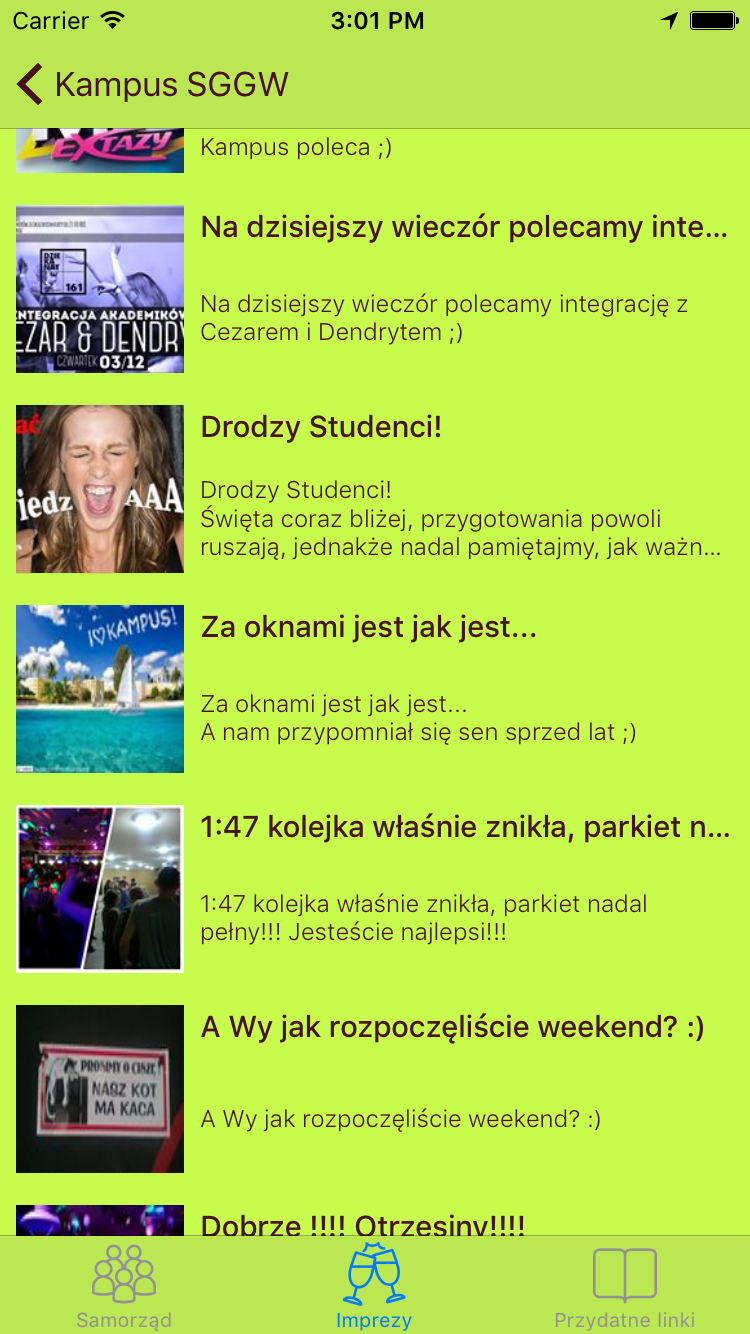 Carrier 3:01 PM
Kampus SGGW
EXTAZY
Kampus poleca ;)
Na dzisiejszy wieczór polecamy inte...
DZIE
KA
NAT
161
INTEGRACJA AKADEMIKÓW
EZAR & DENDRY
CZWARTEK 03/12
Na dzisiejszy wieczór polecamy integrację z
Cezarem i Dendrytem ;)
Drodzy Studenci!
ać
iedz AAA
Drodzy Studenci!
Święta coraz bliżej, przygotowania powoli
ruszają, jednakże nadal pamiętajmy, jak ważn...
Za oknami jest jak jest...
I KAMPUS!
Za oknami jest jak jest...
A nam przypomniał się sen sprzed lat ;)
1:47 kolejka właśnie znikła, parkiet n...
1:47 kolejka właśnie znikła, parkiet nadal
pełny!!! Jesteście najlepsi!!!
A Wy jak rozpoczęliście weekend? :)
PROSIMY O CISZĘ
NASZ KOT
MA KACA
A Wy jak rozpoczęliście weekend? :)
Dobrze !!!! Otrzęsiny!!!!
Samorząd Imprezy Przydatne linki